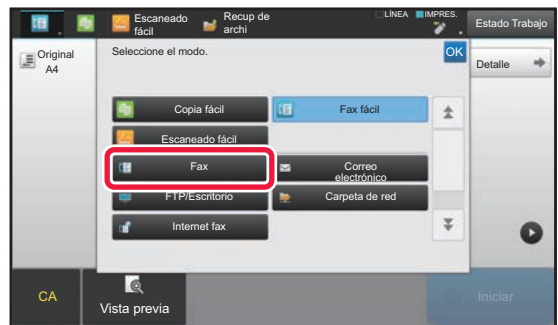 Escaneado
fácil
Recup de
archi
LÍNEA
IMPRES.
Estado Trabajo
Original
A4
Seleccione el modo.
OK
Detalle
Copia fácil
Fax fácil
Escaneado fácil
Fax
Correo
electrónico
FTP/Escritorio
Carpeta de red
Internet fax
CA
Vista previa
Iniciar